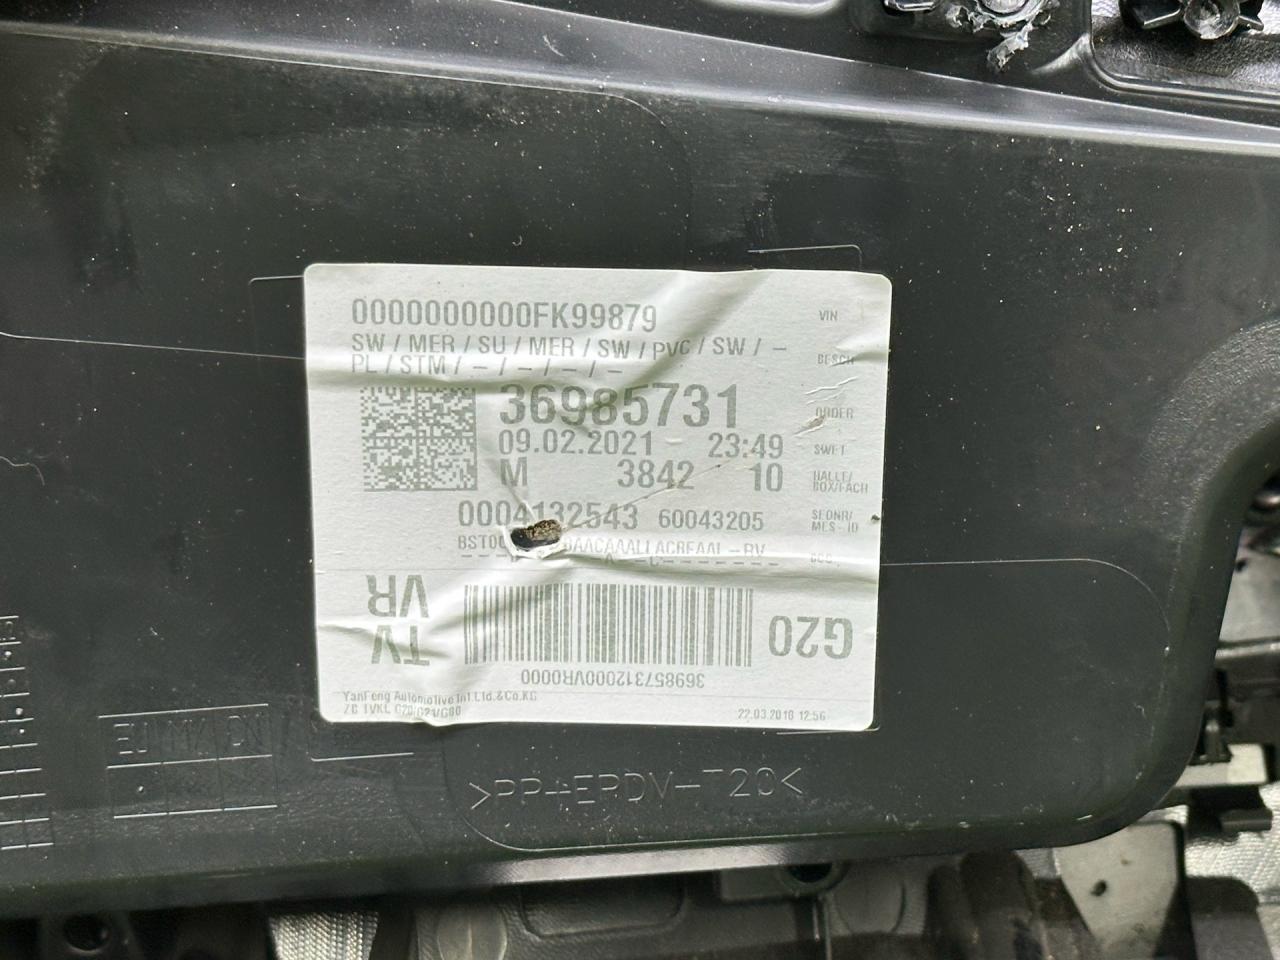 0000000000FK99879 VIN
SW / MER / SU / MER / SW / PVC / SW / -
PL / STM / - / - / - / - BESCH
36985731 ORDER
09.02.2021 23:49 SWET
M 3842 10 HALLE/
BOX/FACH
0004132543 60043205 SEQNR/
MES-ID
G20
TV
VR
3698573120000VR0000
YanFeng Automotive Int.Ltd.&Co.KG
22.03.2018 12:56
>PP+EPDM-T20<